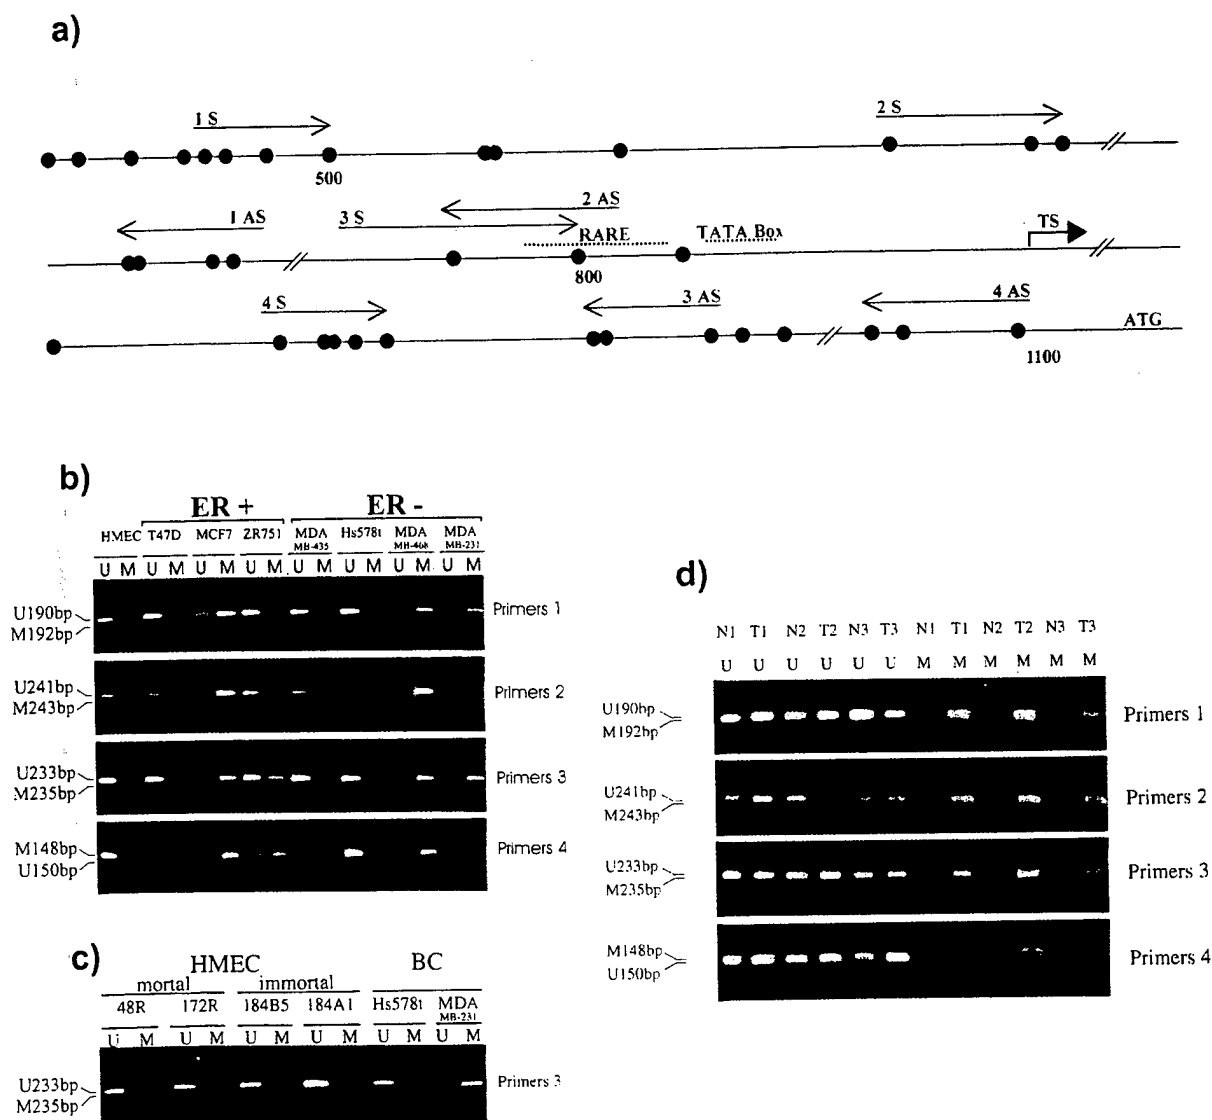 a)
1 S
2 S
500
1 AS
3 S
2 AS
RARE
TATA Box
TS
800
4 S
3 AS
4 AS
ATG
1100
b)
ER +
ER -
HMEC T47D MCF7 ZR751 MDA Hs578t MDA MDA
MB-435 MB-468 MB-231
U M U M U M U M U M U M U M U M
U190bp
M192bp
Primers 1
U241bp
M243bp
Primers 2
U233bp
M235bp
Primers 3
M148bp
U150bp
Primers 4
c)
HMEC
BC
mortal
immortal
48R 172R 184B5 184A1 Hs578t MDA
MB-231
U M U M U M U M U M U M
U233bp
M235bp
Primers 3
d)
N1 T1 N2 T2 N3 T3 N1 T1 N2 T2 N3 T3
U U U U U U M M M M M M
U190bp
M192bp
Primers 1
U241bp
M243bp
Primers 2
U233bp
M235bp
Primers 3
M148bp
U150bp
Primers 4